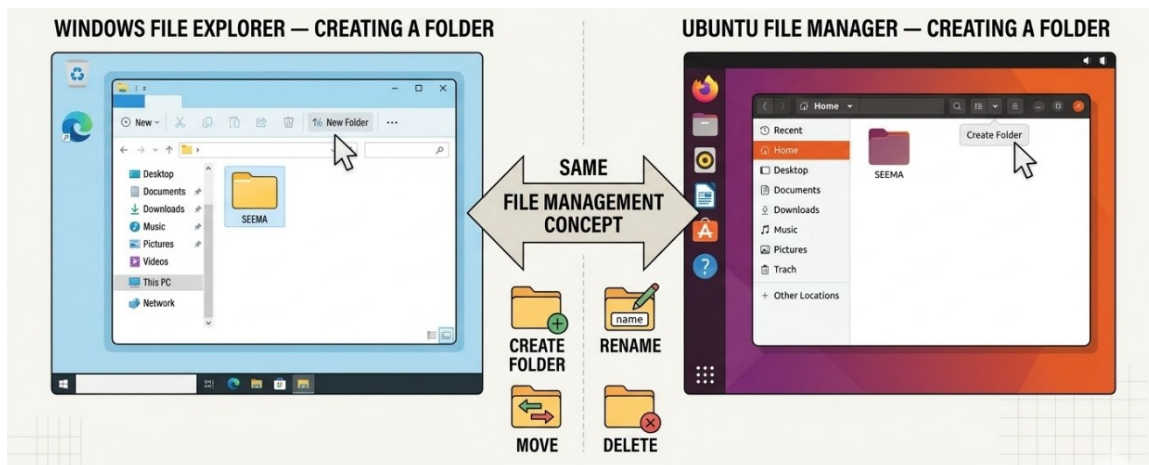 WINDOWS FILE EXPLORER — CREATING A FOLDER
New
New Folder
Desktop
Documents
Downloads
Music
Pictures
Videos
This PC
Network
SEEMA
SAME
FILE MANAGEMENT
CONCEPT
CREATE
FOLDER
RENAME
name
MOVE
DELETE
UBUNTU FILE MANAGER — CREATING A FOLDER
Home
Create Folder
Recent
Home
Desktop
Documents
Downloads
Music
Pictures
Trach
+ Other Locations
SEEMA